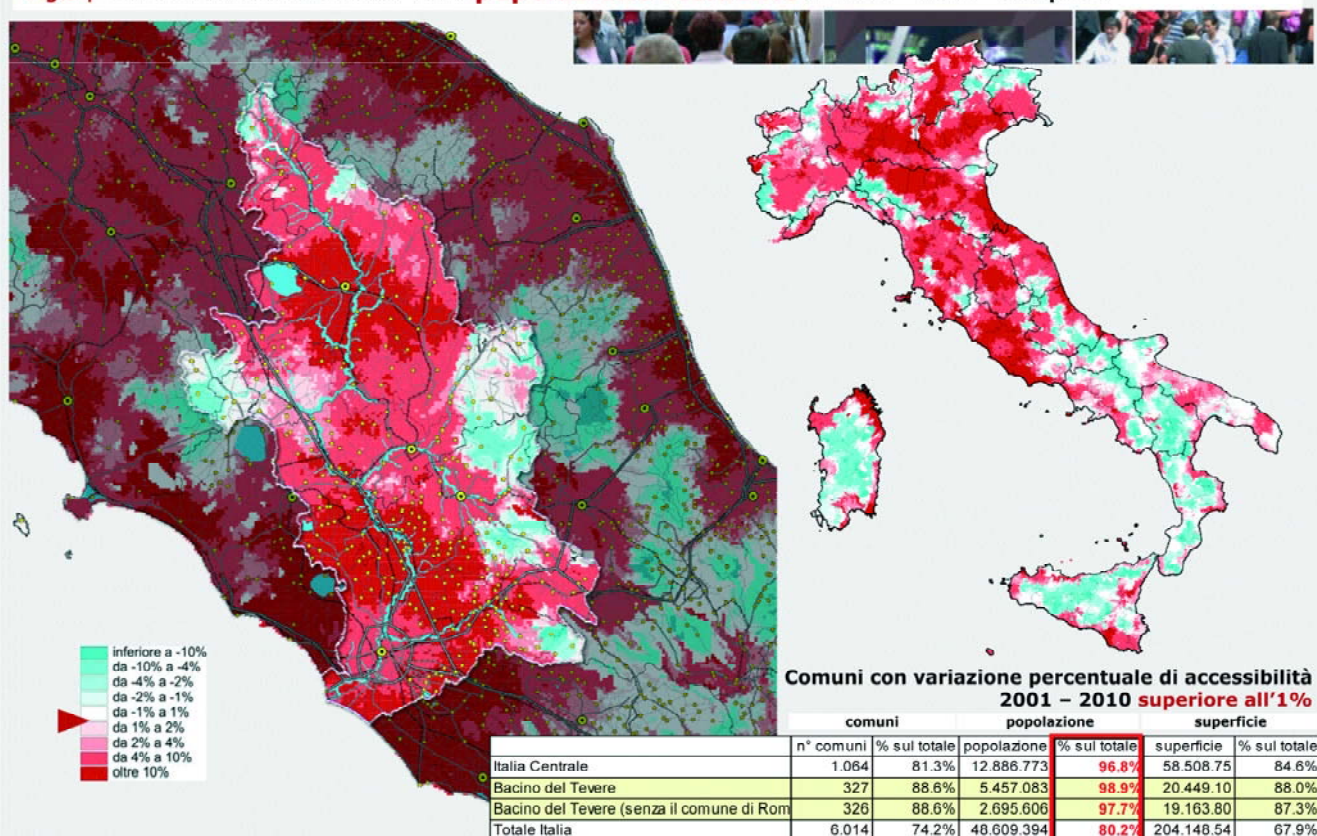 inferiore a -10%
da -10% a -4%
da -4% a -2%
da -2% a -1%
da -1% a 1%
da 1% a 2%
da 2% a 4%
da 4% a 10%
oltre 10%
Comuni con variazione percentuale di accessibilità
2001 – 2010 superiore all'1%
comuni popolazione superficie
n° comuni % sul totale popolazione % sul totale superficie % sul totale
Italia Centrale 1.064 81.3% 12.886.773 96.8% 58.508.75 84.6%
Bacino del Tevere 327 88.6% 5.457.083 98.9% 20.449.10 88.0%
Bacino del Tevere (senza il comune di Rom 326 88.6% 2.695.606 97.7% 19.163.80 87.3%
Totale Italia 6.014 74.2% 48.609.394 80.2% 204.146.54 67.9%